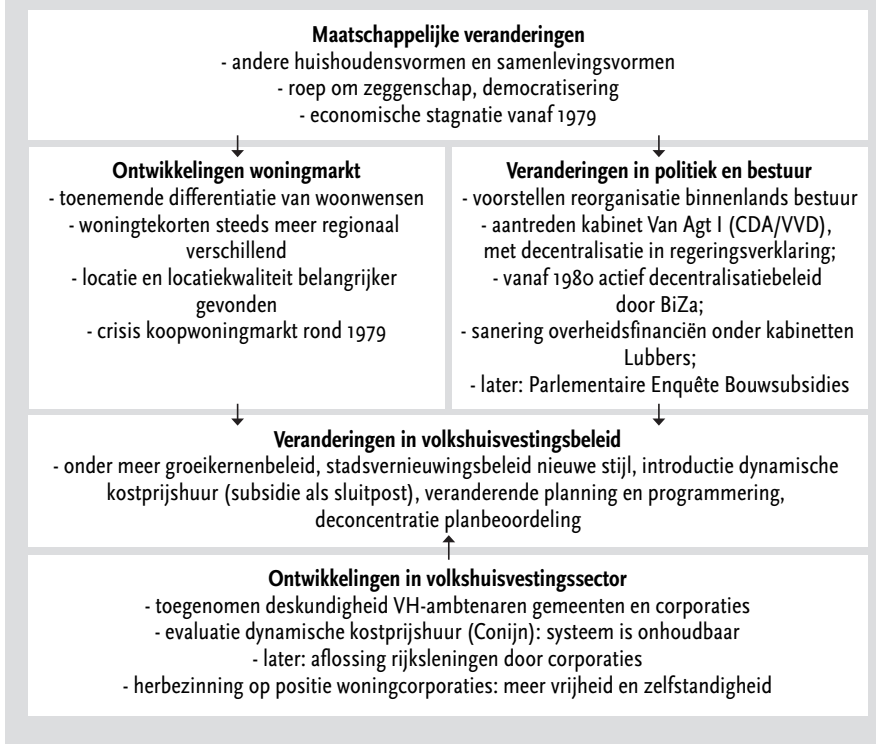 Maatschappelijke veranderingen
- andere huishoudensvormen en samenlevingsvormen
- roep om zeggenschap, democratisering
- economische stagnatie vanaf 1979
Ontwikkelingen woningmarkt
- toenemende differentiatie van woonwensen
- woningtekorten steeds meer regionaal
verschillend
- locatie en locatiekwaliteit belangrijker
gevonden
- crisis koopwoningmarkt rond 1979
Veranderingen in politiek en bestuur
- voorstellen reorganisatie binnenlands bestuur
- aantreden kabinet Van Agt I (CDA/VVD),
met decentralisatie in regeringsverklaring;
- vanaf 1980 actief decentralisatiebeleid
door BiZa;
- sanering overheidsfinanciën onder kabinetten
Lubbers;
- later: Parlementaire Enquête Bouwsubsidies
Veranderingen in volkshuisvestingsbeleid
- onder meer groeikernenbeleid, stadsvernieuwingsbeleid nieuwe stijl, introductie dynamische
kostprijshuur (subsidie als sluitpost), veranderende planning en programmering,
deconcentratie planbeoordeling
Ontwikkelingen in volkshuisvestingssector
- toegenomen deskundigheid VH-ambtenaren gemeenten en corporaties
- evaluatie dynamische kostprijshuur (Conijn): systeem is onhoudbaar
- later: aflossing rijksleningen door corporaties
- herbezinning op positie woningcorporaties: meer vrijheid en zelfstandigheid